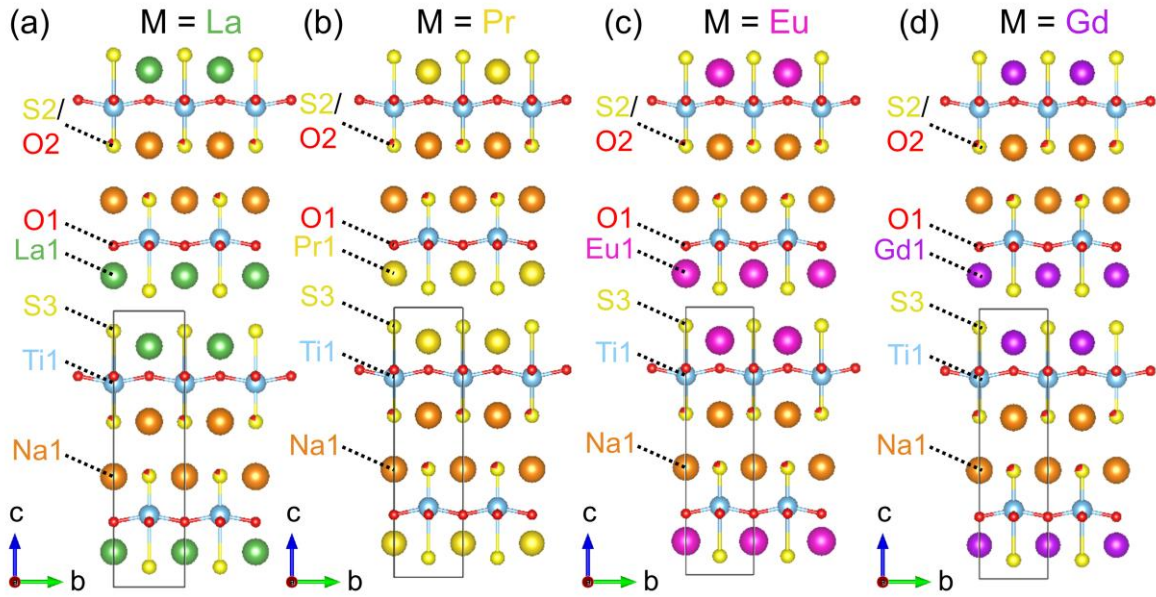 (a) M = La
S2/
O2
O1
La1
S3
Ti1
Na1
c
b
(b) M = Pr
S2/
O2
O1
Pr1
S3
Ti1
Na1
c
b
(c) M = Eu
S2/
O2
O1
Eu1
S3
Ti1
Na1
c
b
(d) M = Gd
S2/
O2
O1
Gd1
S3
Ti1
Na1
c
b